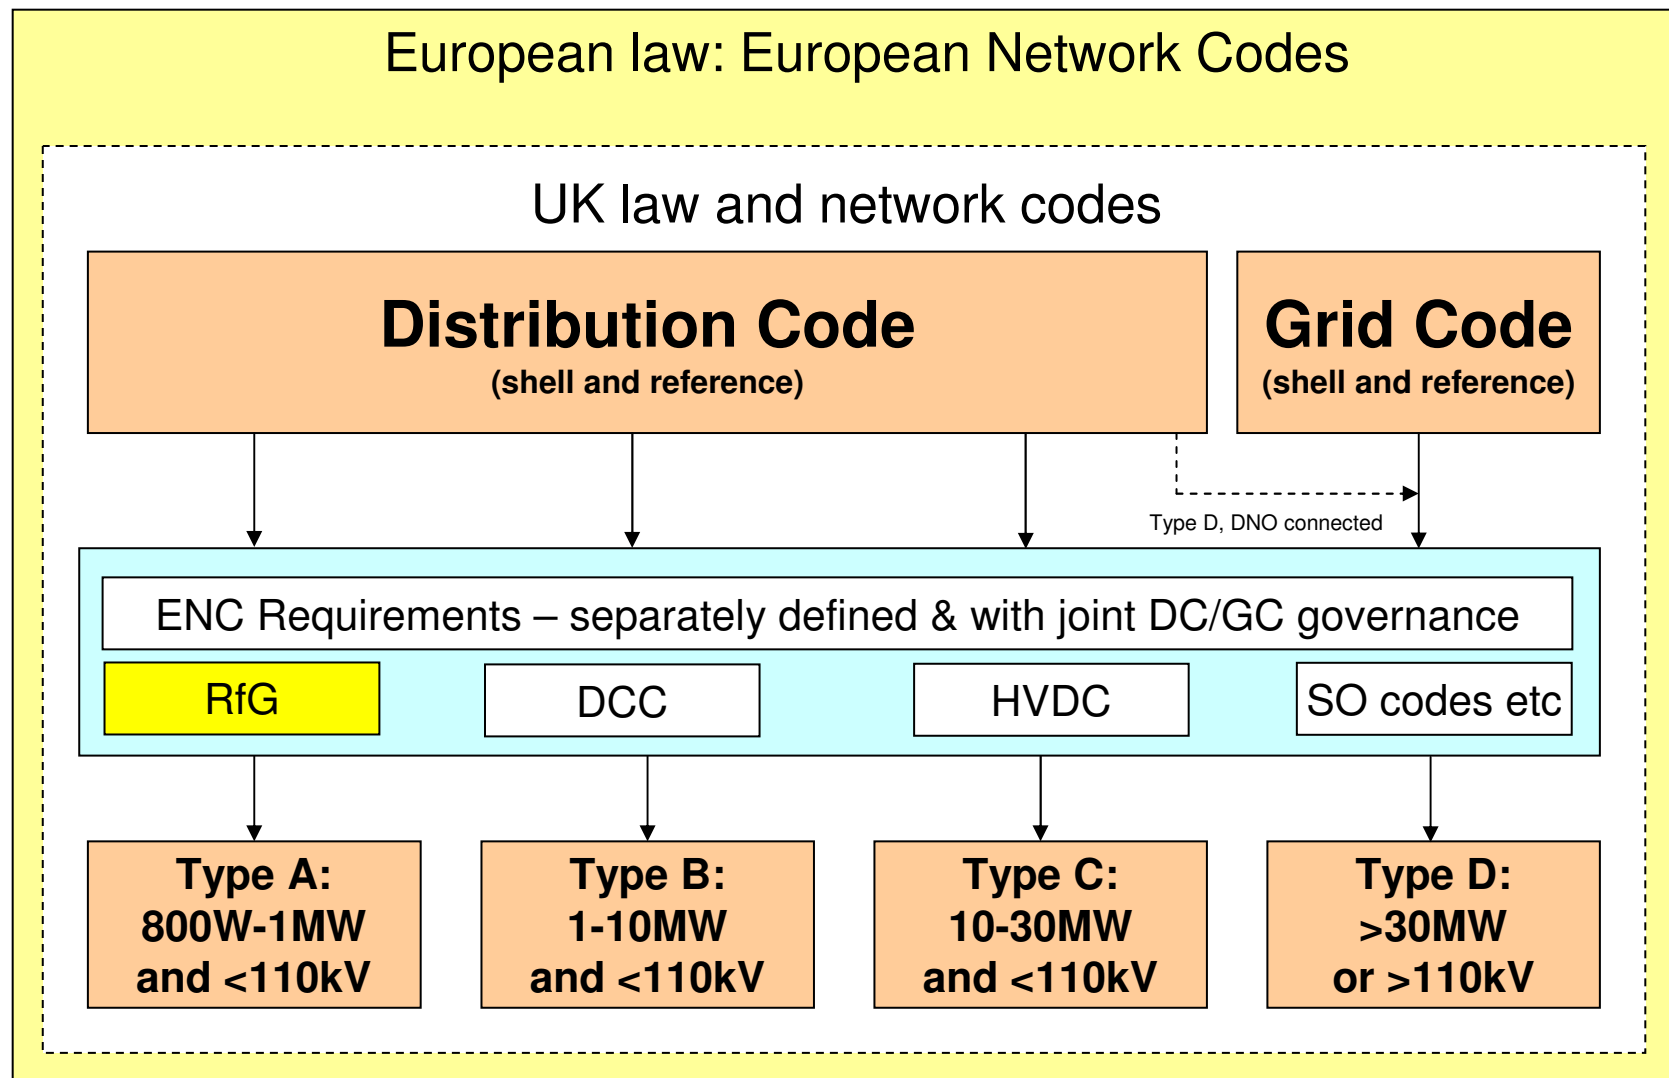 European law: European Network Codes
UK law and network codes
Distribution Code
(shell and reference)
Grid Code
(shell and reference)
Type D, DNO connected
ENC Requirements – separately defined & with joint DC/GC governance
RfG
DCC
HVDC
SO codes etc
Type A:
800W-1MW
and <110kV
Type B:
1-10MW
and <110kV
Type C:
10-30MW
and <110kV
Type D:
>30MW
or >110kV